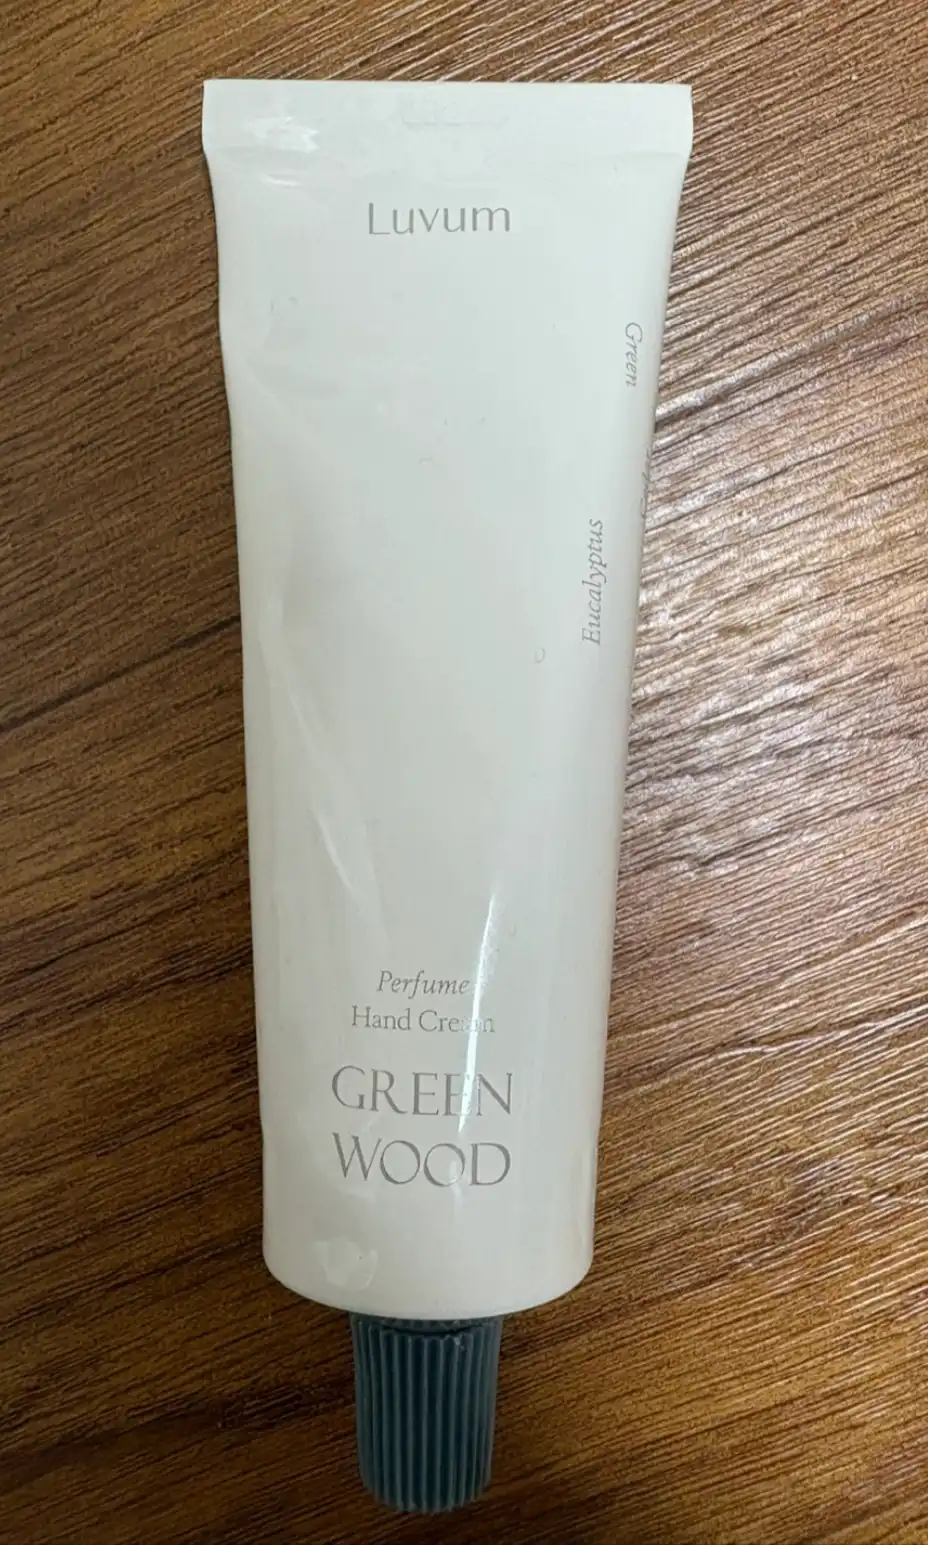 Luvum
Green
Eucalyptus
Perfume
Hand Cream
GREEN
WOOD